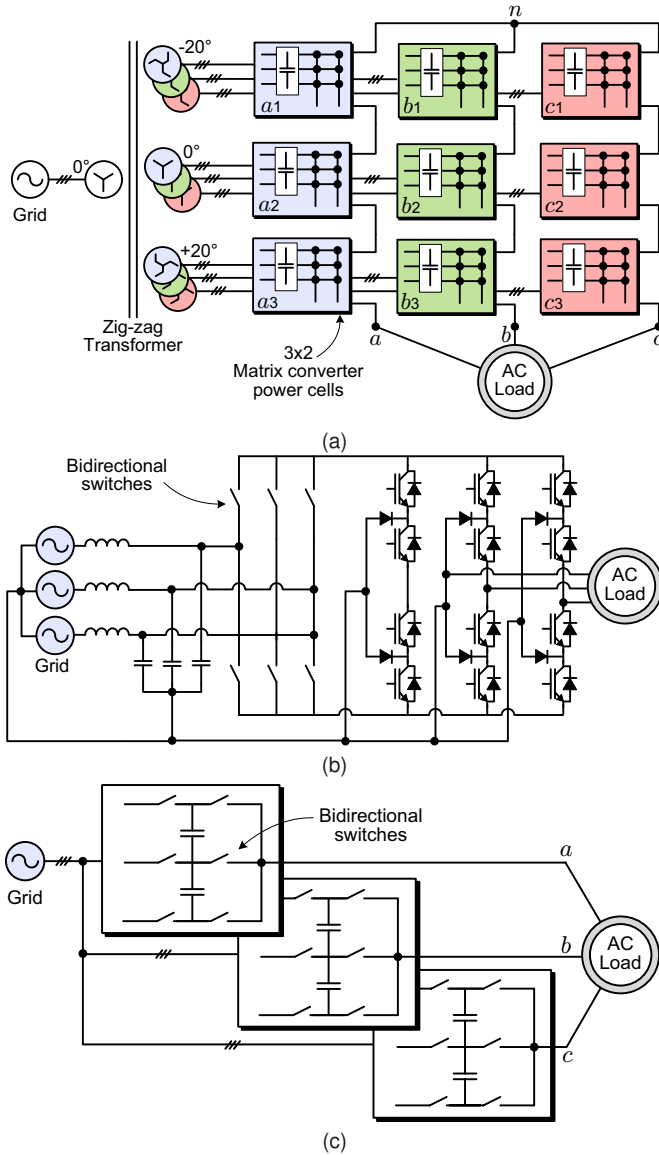 n
-20°
a1
b1
c1
0°
0°
Grid
a2
b2
c2
+20°
a3
b3
c3
Zig-zag
Transformer
3x2
Matrix converter
power cells
a
b
c
AC
Load
(a)
Bidirectional
switches
Grid
AC
Load
(b)
Bidirectional
switches
Grid
a
b
c
AC
Load
(c)